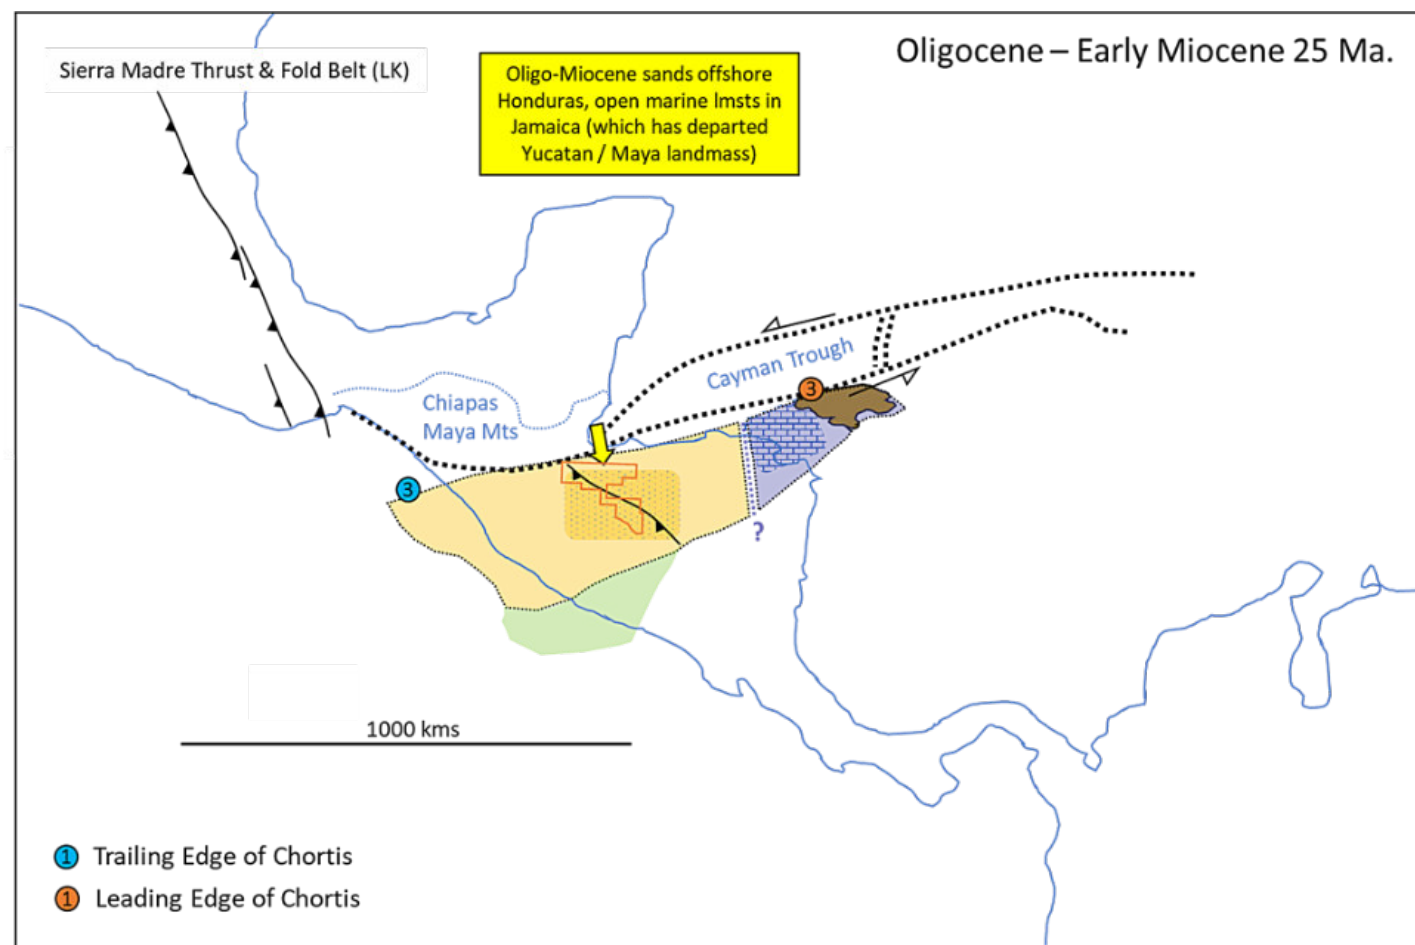 Oligocene – Early Miocene 25 Ma.
Sierra Madre Thrust & Fold Belt (LK)
Oligo-Miocene sands offshore
Honduras, open marine lmsts in
Jamaica (which has departed
Yucatan / Maya landmass)
Cayman Trough
3
Chiapas
Maya Mts
3
?
1000 kms
1 Trailing Edge of Chortis
1 Leading Edge of Chortis